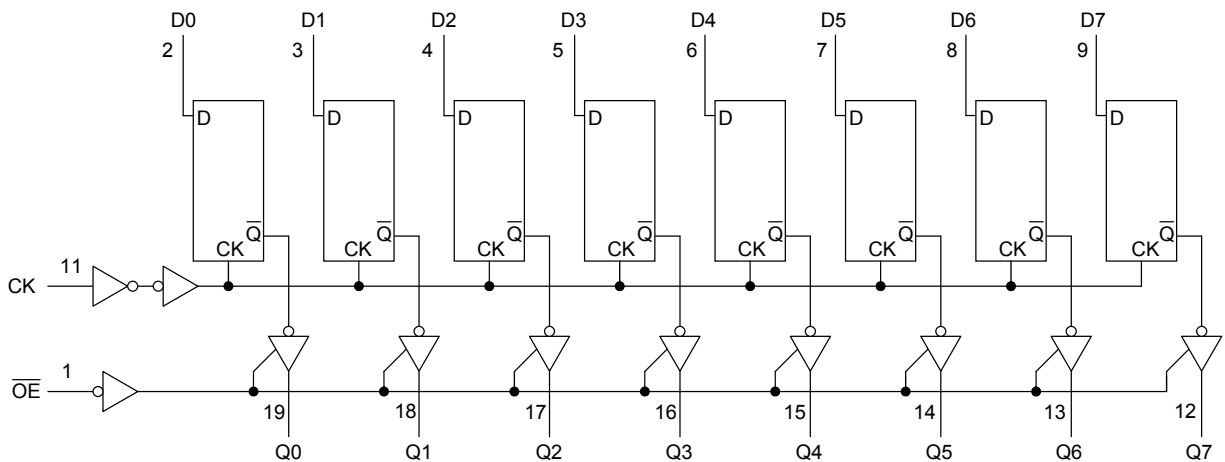 D0 D1 D2 D3 D4 D5 D6 D7
2 3 4 5 6 7 8 9
D D D D D D D D
Q̅ Q̅ Q̅ Q̅ Q̅ Q̅ Q̅ Q̅
CK CK CK CK CK CK CK CK
CK 11
O̅E̅ 1
19 18 17 16 15 14 13 12
Q0 Q1 Q2 Q3 Q4 Q5 Q6 Q7